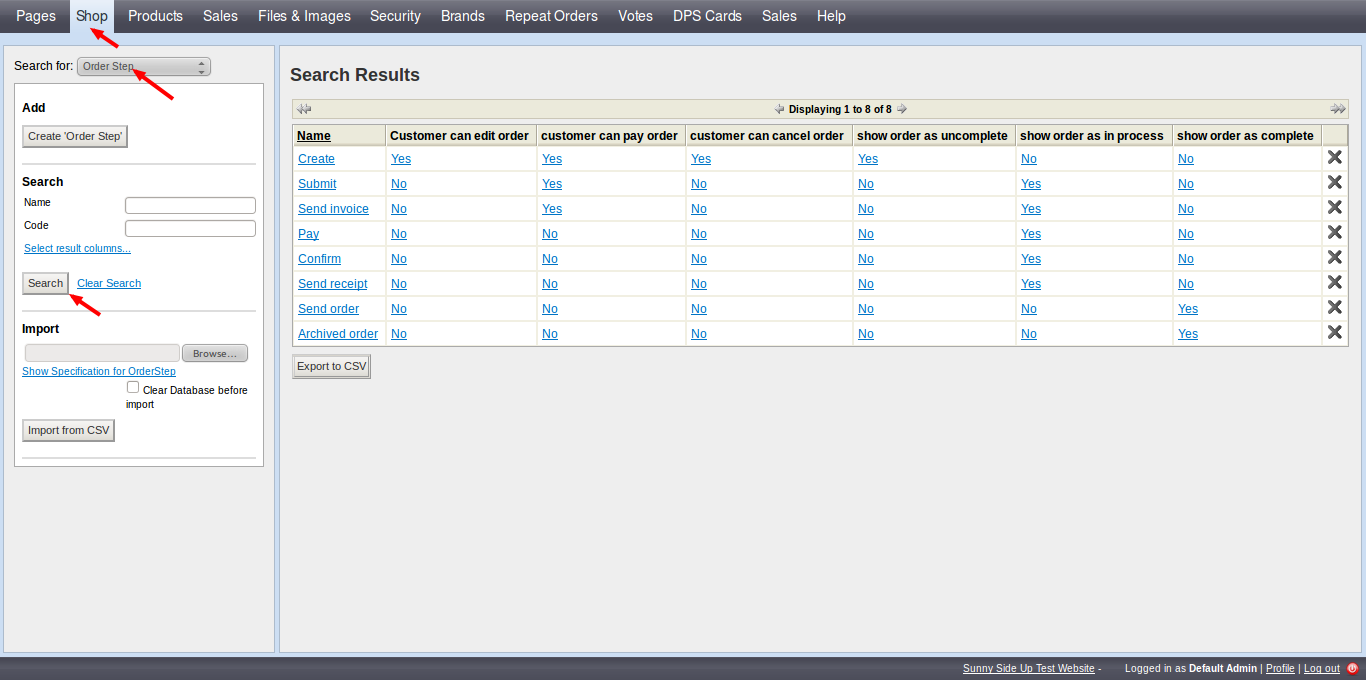 Pages Shop Products Sales Files & Images Security Brands Repeat Orders Votes DPS Cards Sales Help
Search for: Order Step
Add
Create 'Order Step'
Search
Name
Code
Select result columns...
Search Clear Search
Import
Browse...
Show Specification for OrderStep
Clear Database before
import
Import from CSV
Search Results
Displaying 1 to 8 of 8
Name Customer can edit order customer can pay order customer can cancel order show order as uncomplete show order as in process show order as complete
Create Yes Yes Yes Yes No No
Submit No Yes No No Yes No
Send invoice No Yes No No Yes No
Pay No No No No Yes No
Confirm No No No No Yes No
Send receipt No No No No Yes No
Send order No No No No No Yes
Archived order No No No No No Yes
Export to CSV
Sunny Side Up Test Website - Logged in as Default Admin | Profile | Log out